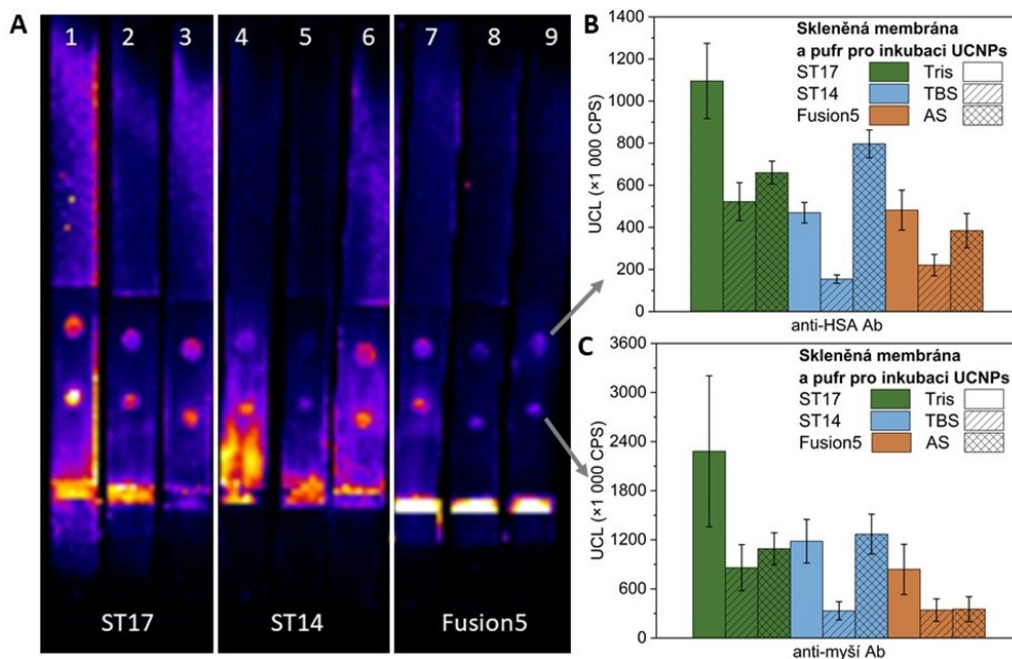 A
1 2 3 4 5 6 7 8 9
ST17 ST14 Fusion5
B
1400
1200
1000
800
600
400
200
0
UCL (×1 000 CPS)
Skleněná membrána
a pufr pro inkubaci UCNPs
ST17 Tris
ST14 TBS
Fusion5 AS
anti-HSA Ab
C
3600
3000
2400
1800
1200
600
0
UCL (×1 000 CPS)
Skleněná membrána
a pufr pro inkubaci UCNPs
ST17 Tris
ST14 TBS
Fusion5 AS
anti-myší Ab